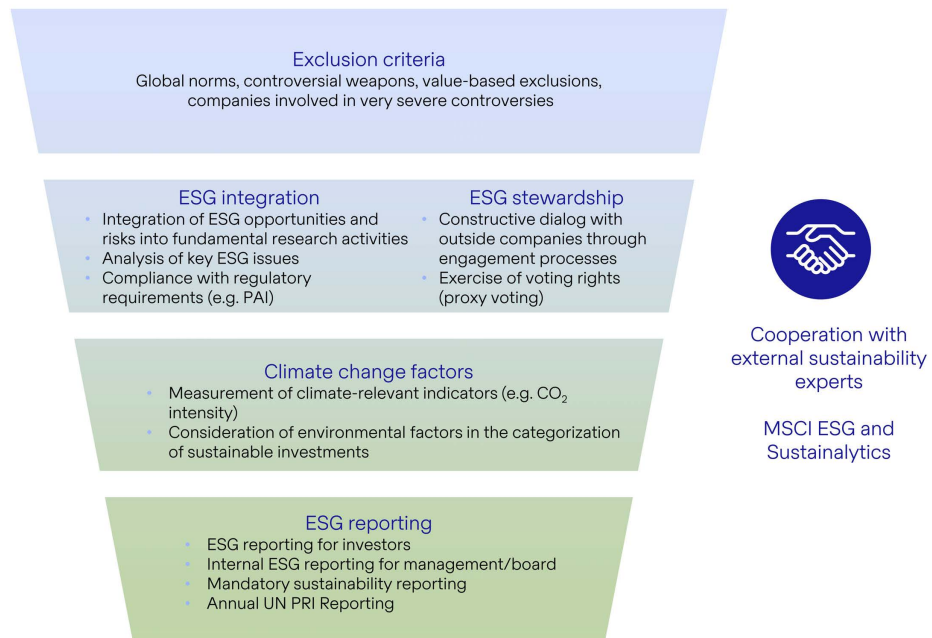 Exclusion criteria
Global norms, controversial weapons, value-based exclusions,
companies involved in very severe controversies
ESG integration
• Integration of ESG opportunities and
risks into fundamental research activities
• Analysis of key ESG issues
• Compliance with regulatory
requirements (e.g. PAI)
ESG stewardship
• Constructive dialog with
outside companies through
engagement processes
• Exercise of voting rights
(proxy voting)
Climate change factors
• Measurement of climate-relevant indicators (e.g. CO₂
intensity)
• Consideration of environmental factors in the categorization
of sustainable investments
ESG reporting
• ESG reporting for investors
• Internal ESG reporting for management/board
• Mandatory sustainability reporting
• Annual UN PRI Reporting
Cooperation with
external sustainability
experts
MSCI ESG and
Sustainalytics